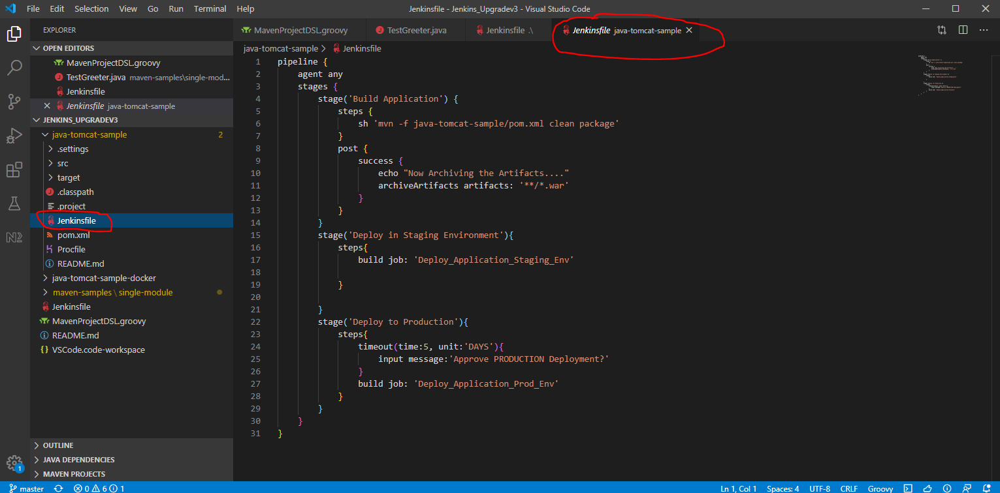 File Edit Selection View Go Run Terminal Help
Jenkinsfile - Jenkins_Upgradev3 - Visual Studio Code
EXPLORER
OPEN EDITORS
MavenProjectDSL.groovy
TestGreeter.java maven-samples\single-mod...
Jenkinsfile
Jenkinsfile java-tomcat-sample
JENKINS_UPGRADEV3
java-tomcat-sample 2
.settings
src
target
.classpath
.project
Jenkinsfile
pom.xml
Procfile
README.md
java-tomcat-sample-docker
maven-samples \ single-module
Jenkinsfile
MavenProjectDSL.groovy
README.md
VSCode.code-workspace
OUTLINE
JAVA DEPENDENCIES
MAVEN PROJECTS
1
MavenProjectDSL.groovy
TestGreeter.java
Jenkinsfile .\
Jenkinsfile java-tomcat-sample
java-tomcat-sample > Jenkinsfile
1 pipeline {
2 agent any
3 stages {
4 stage('Build Application') {
5 steps {
6 sh 'mvn -f java-tomcat-sample/pom.xml clean package'
7 }
8 post {
9 success {
10 echo "Now Archiving the Artifacts...."
11 archiveArtifacts artifacts: '**/*.war'
12 }
13 }
14 }
15 stage('Deploy in Staging Environment'){
16 steps{
17 build job: 'Deploy_Application_Staging_Env'
18
19 }
20
21 }
22 stage('Deploy to Production'){
23 steps{
24 timeout(time:5, unit:'DAYS'){
25 input message:'Approve PRODUCTION Deployment?'
26 }
27 build job: 'Deploy_Application_Prod_Env'
28 }
29 }
30 }
31 }
master 0 6 1
Ln 1, Col 1 Spaces: 4 UTF-8 CRLF Groovy